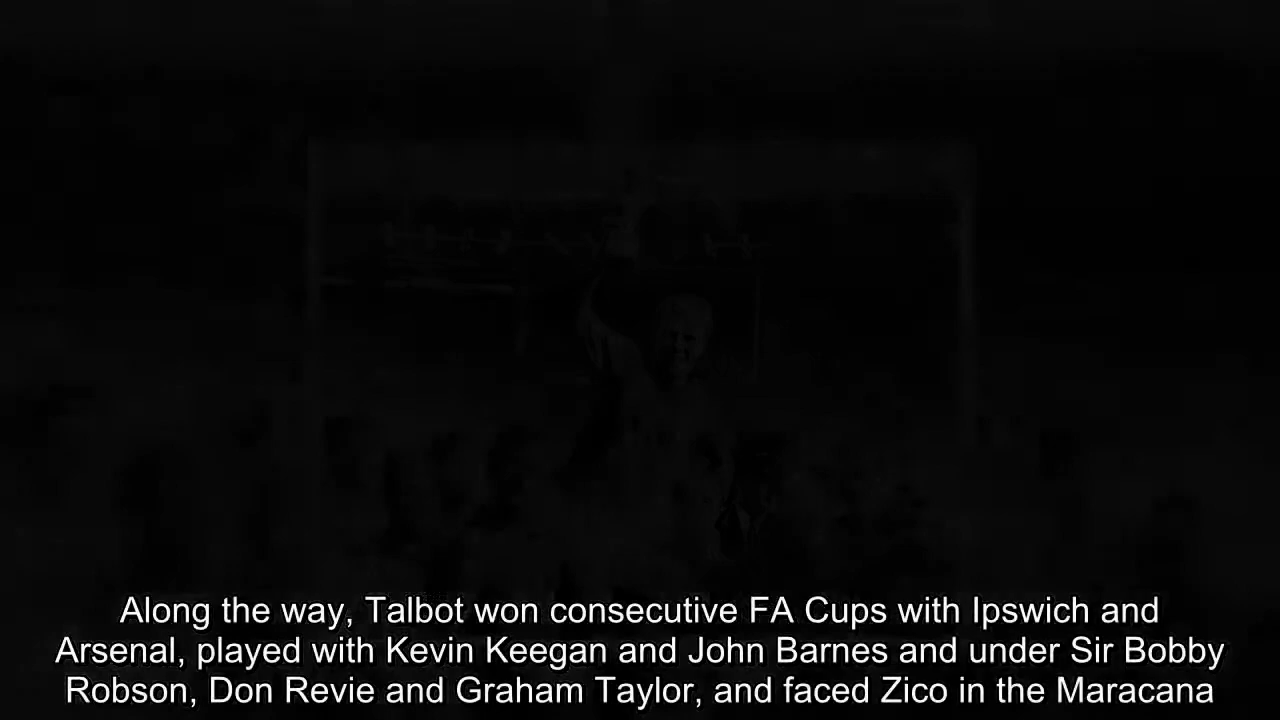 Along the way, Talbot won consecutive FA Cups with Ipswich and
Arsenal, played with Kevin Keegan and John Barnes and under Sir Bobby
Robson, Don Revie and Graham Taylor, and faced Zico in the Maracana